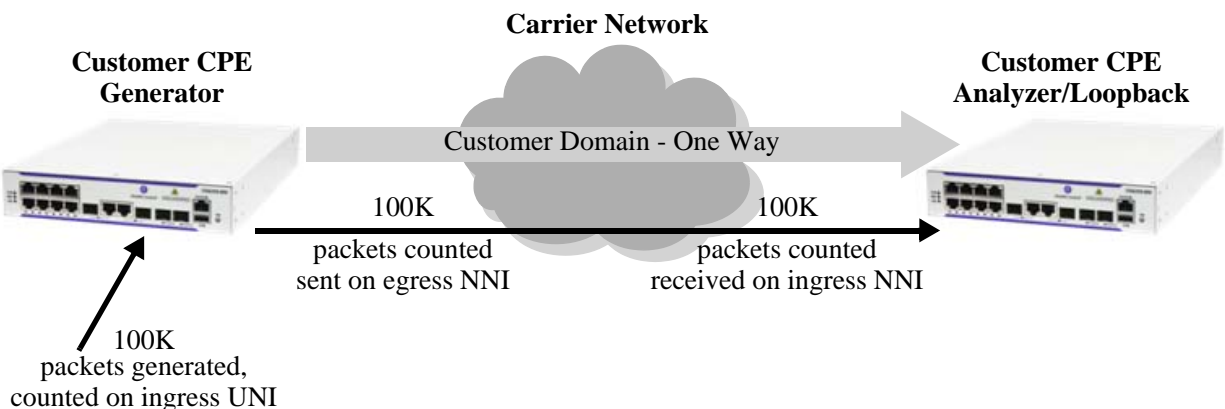 Carrier Network
Customer CPE
Generator
Customer CPE
Analyzer/Loopback
Customer Domain - One Way
100K
packets counted
sent on egress NNI
100K
packets counted
received on ingress NNI
100K
packets generated,
counted on ingress UNI